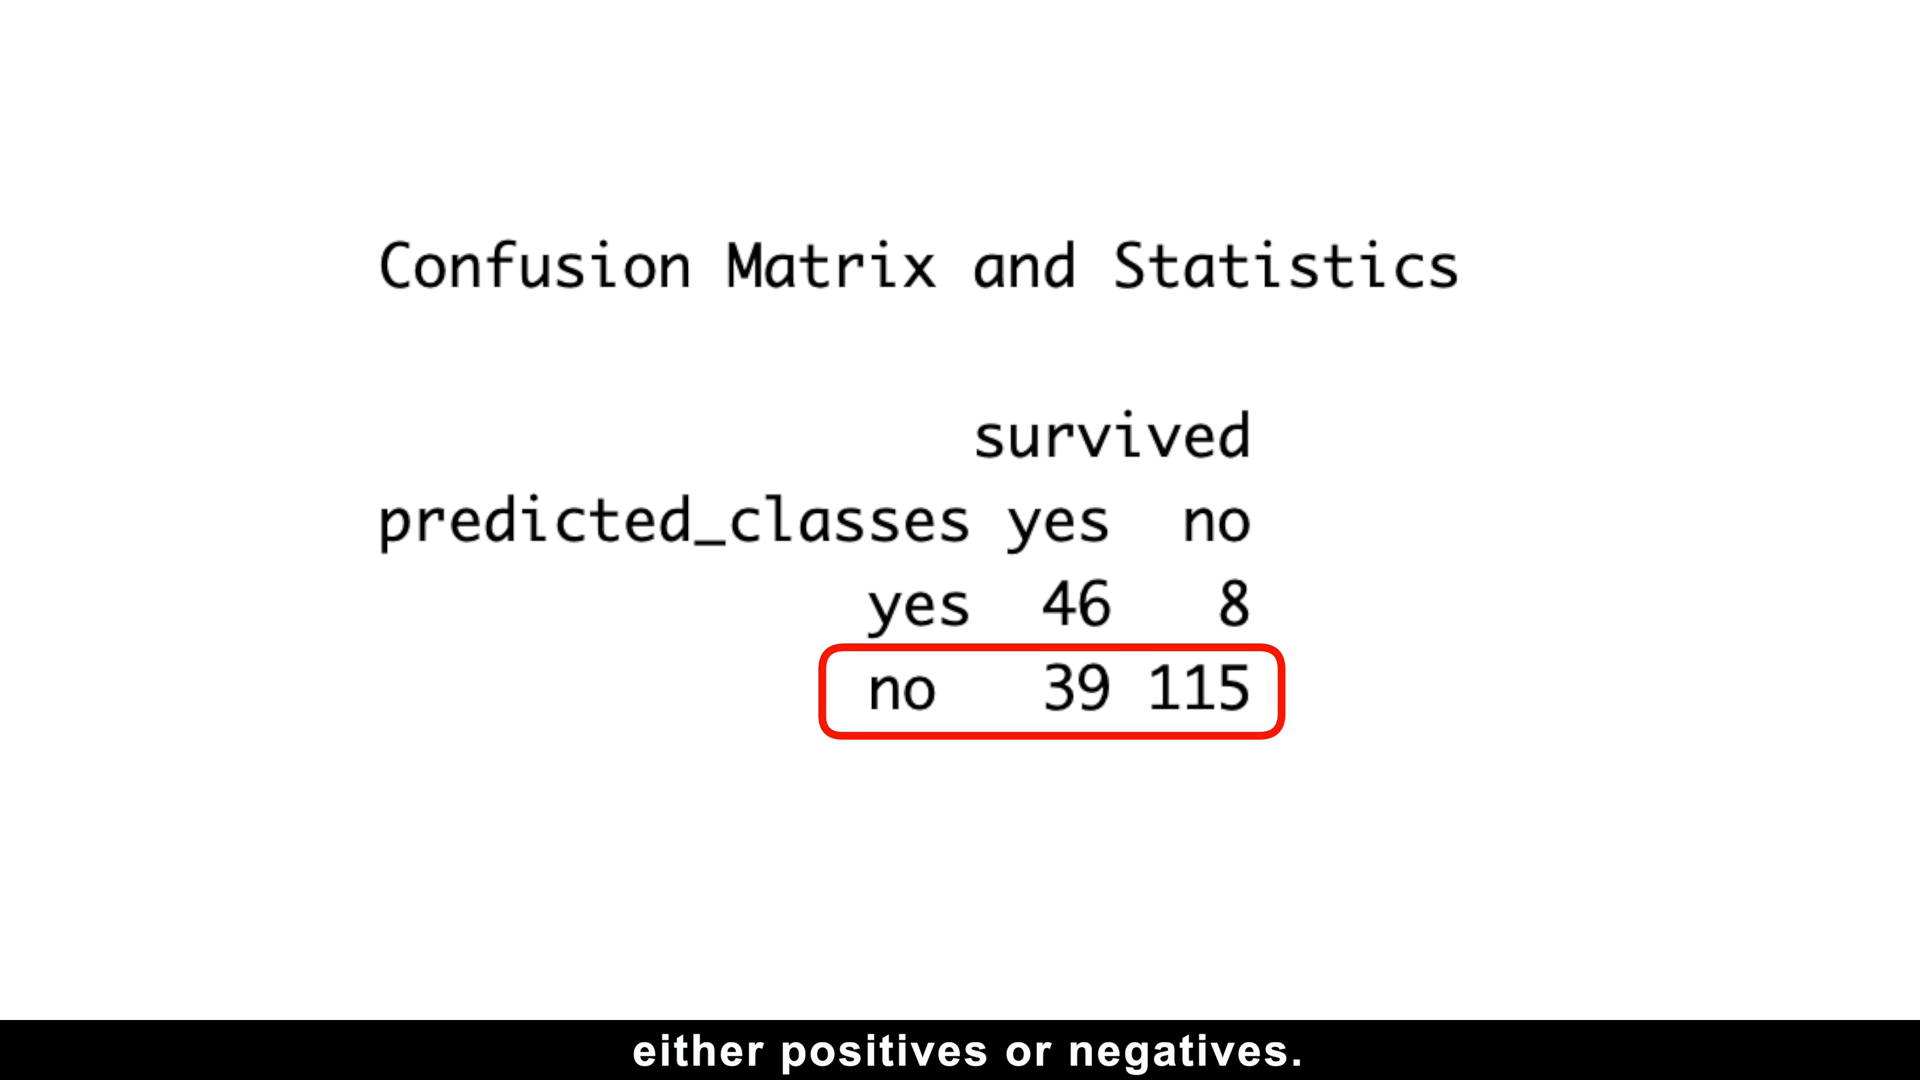 Confusion Matrix and Statistics
survived
predicted_classes yes no
yes 46 8
no 39 115
either positives or negatives.